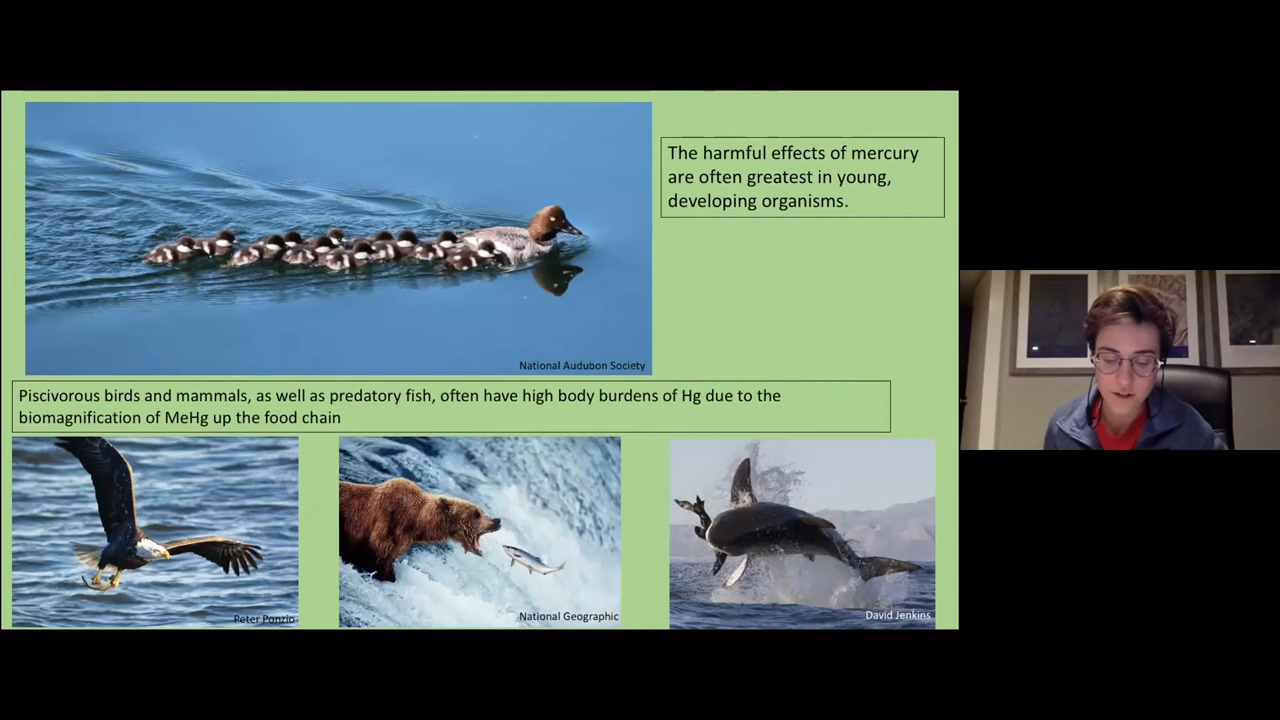 The harmful effects of mercury
are often greatest in young,
developing organisms.
National Audubon Society
Piscivorous birds and mammals, as well as predatory fish, often have high body burdens of Hg due to the
biomagnification of MeHg up the food chain
Peter Ponzio
National Geographic
David Jenkins